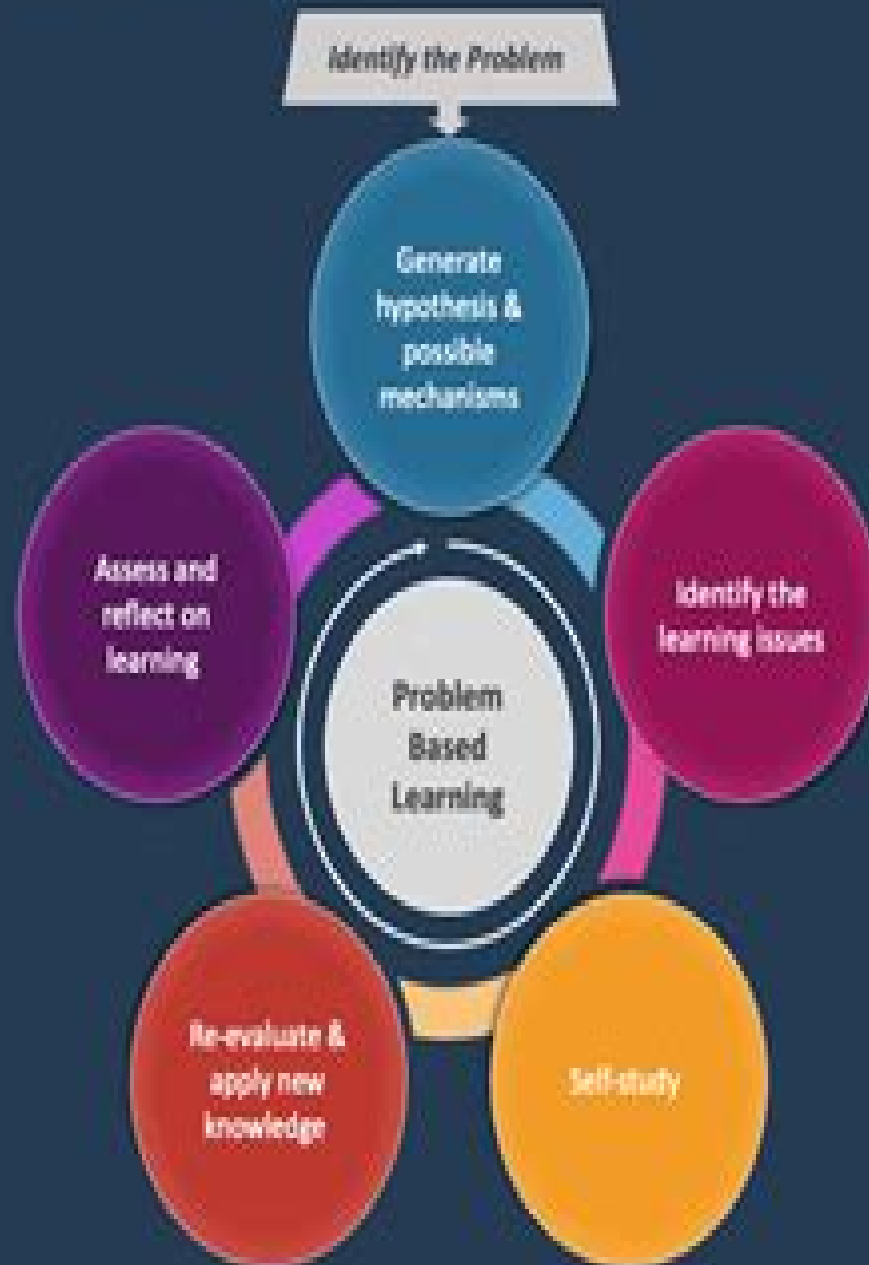 Identify the Problem
Generate
hypothesis &
possible
mechanisms
Identify the
learning issues
Self-study
Re-evaluate &
apply new
knowledge
Assess and
reflect on
learning
Problem
Based
Learning